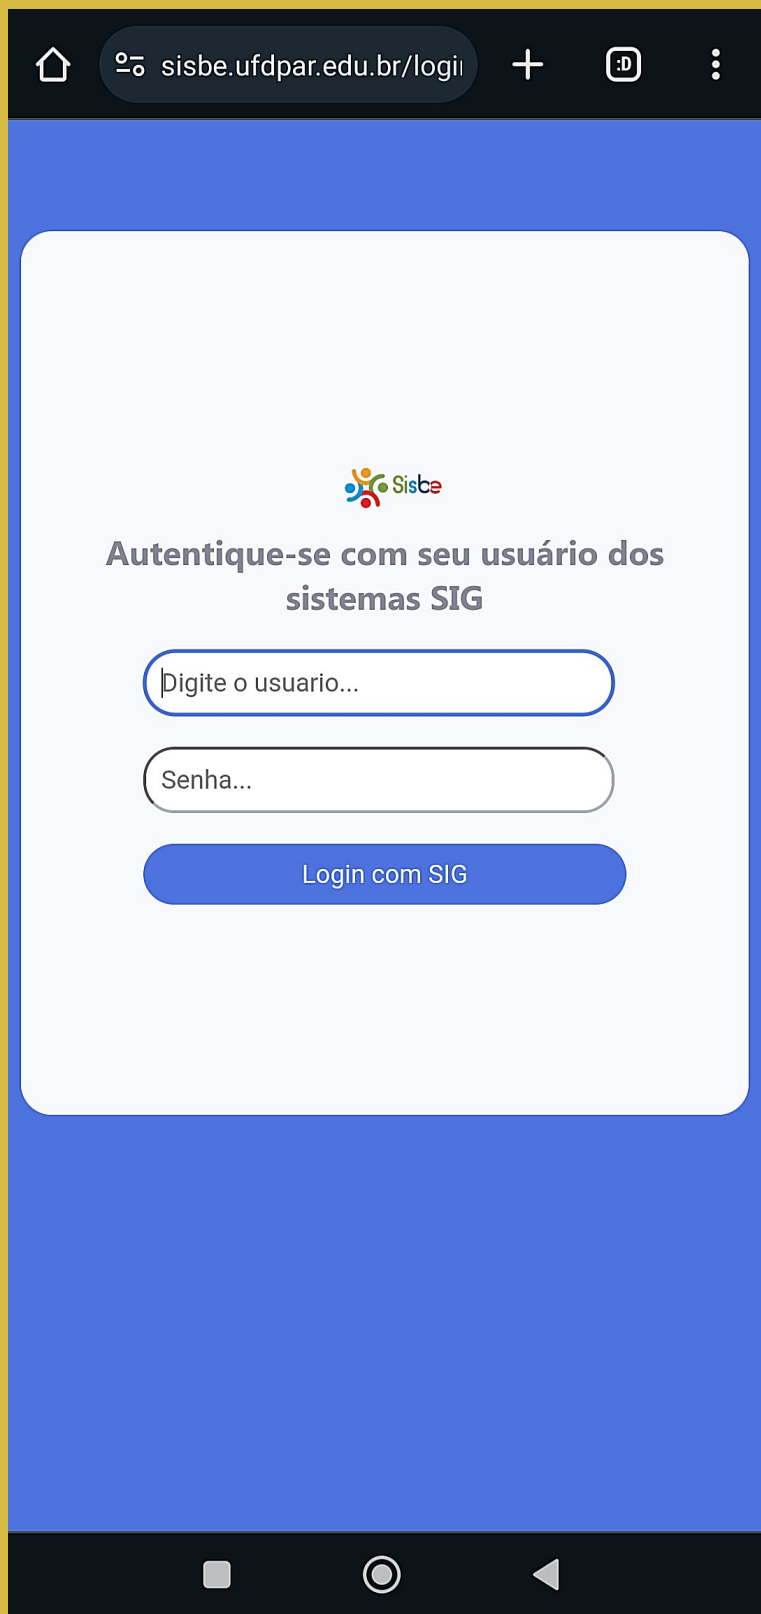 sisbe.ufdpar.edu.br/logi
:D
Sisbe
Autentique-se com seu usuário dos
sistemas SIG
Digite o usuario...
Senha...
Login com SIG